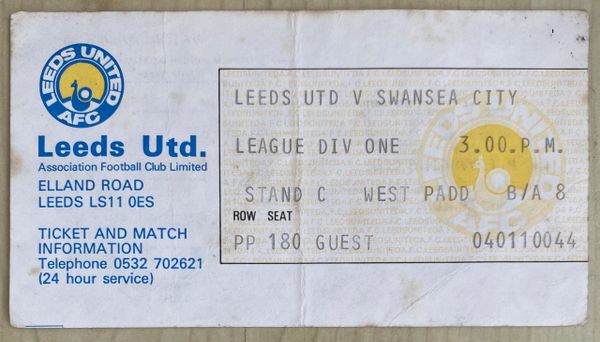 LEEDS UNITED
AFC
Leeds Utd.
Association Football Club Limited
ELLAND ROAD
LEEDS LS11 0ES
TICKET AND MATCH
INFORMATION
Telephone 0532 702621
(24 hour service)
LEEDS UTD V SWANSEA CITY
LEAGUE DIV ONE 3.00.P.M.
STAND C WEST PADD B/A 8
ROW SEAT
PP 180 GUEST 040110044